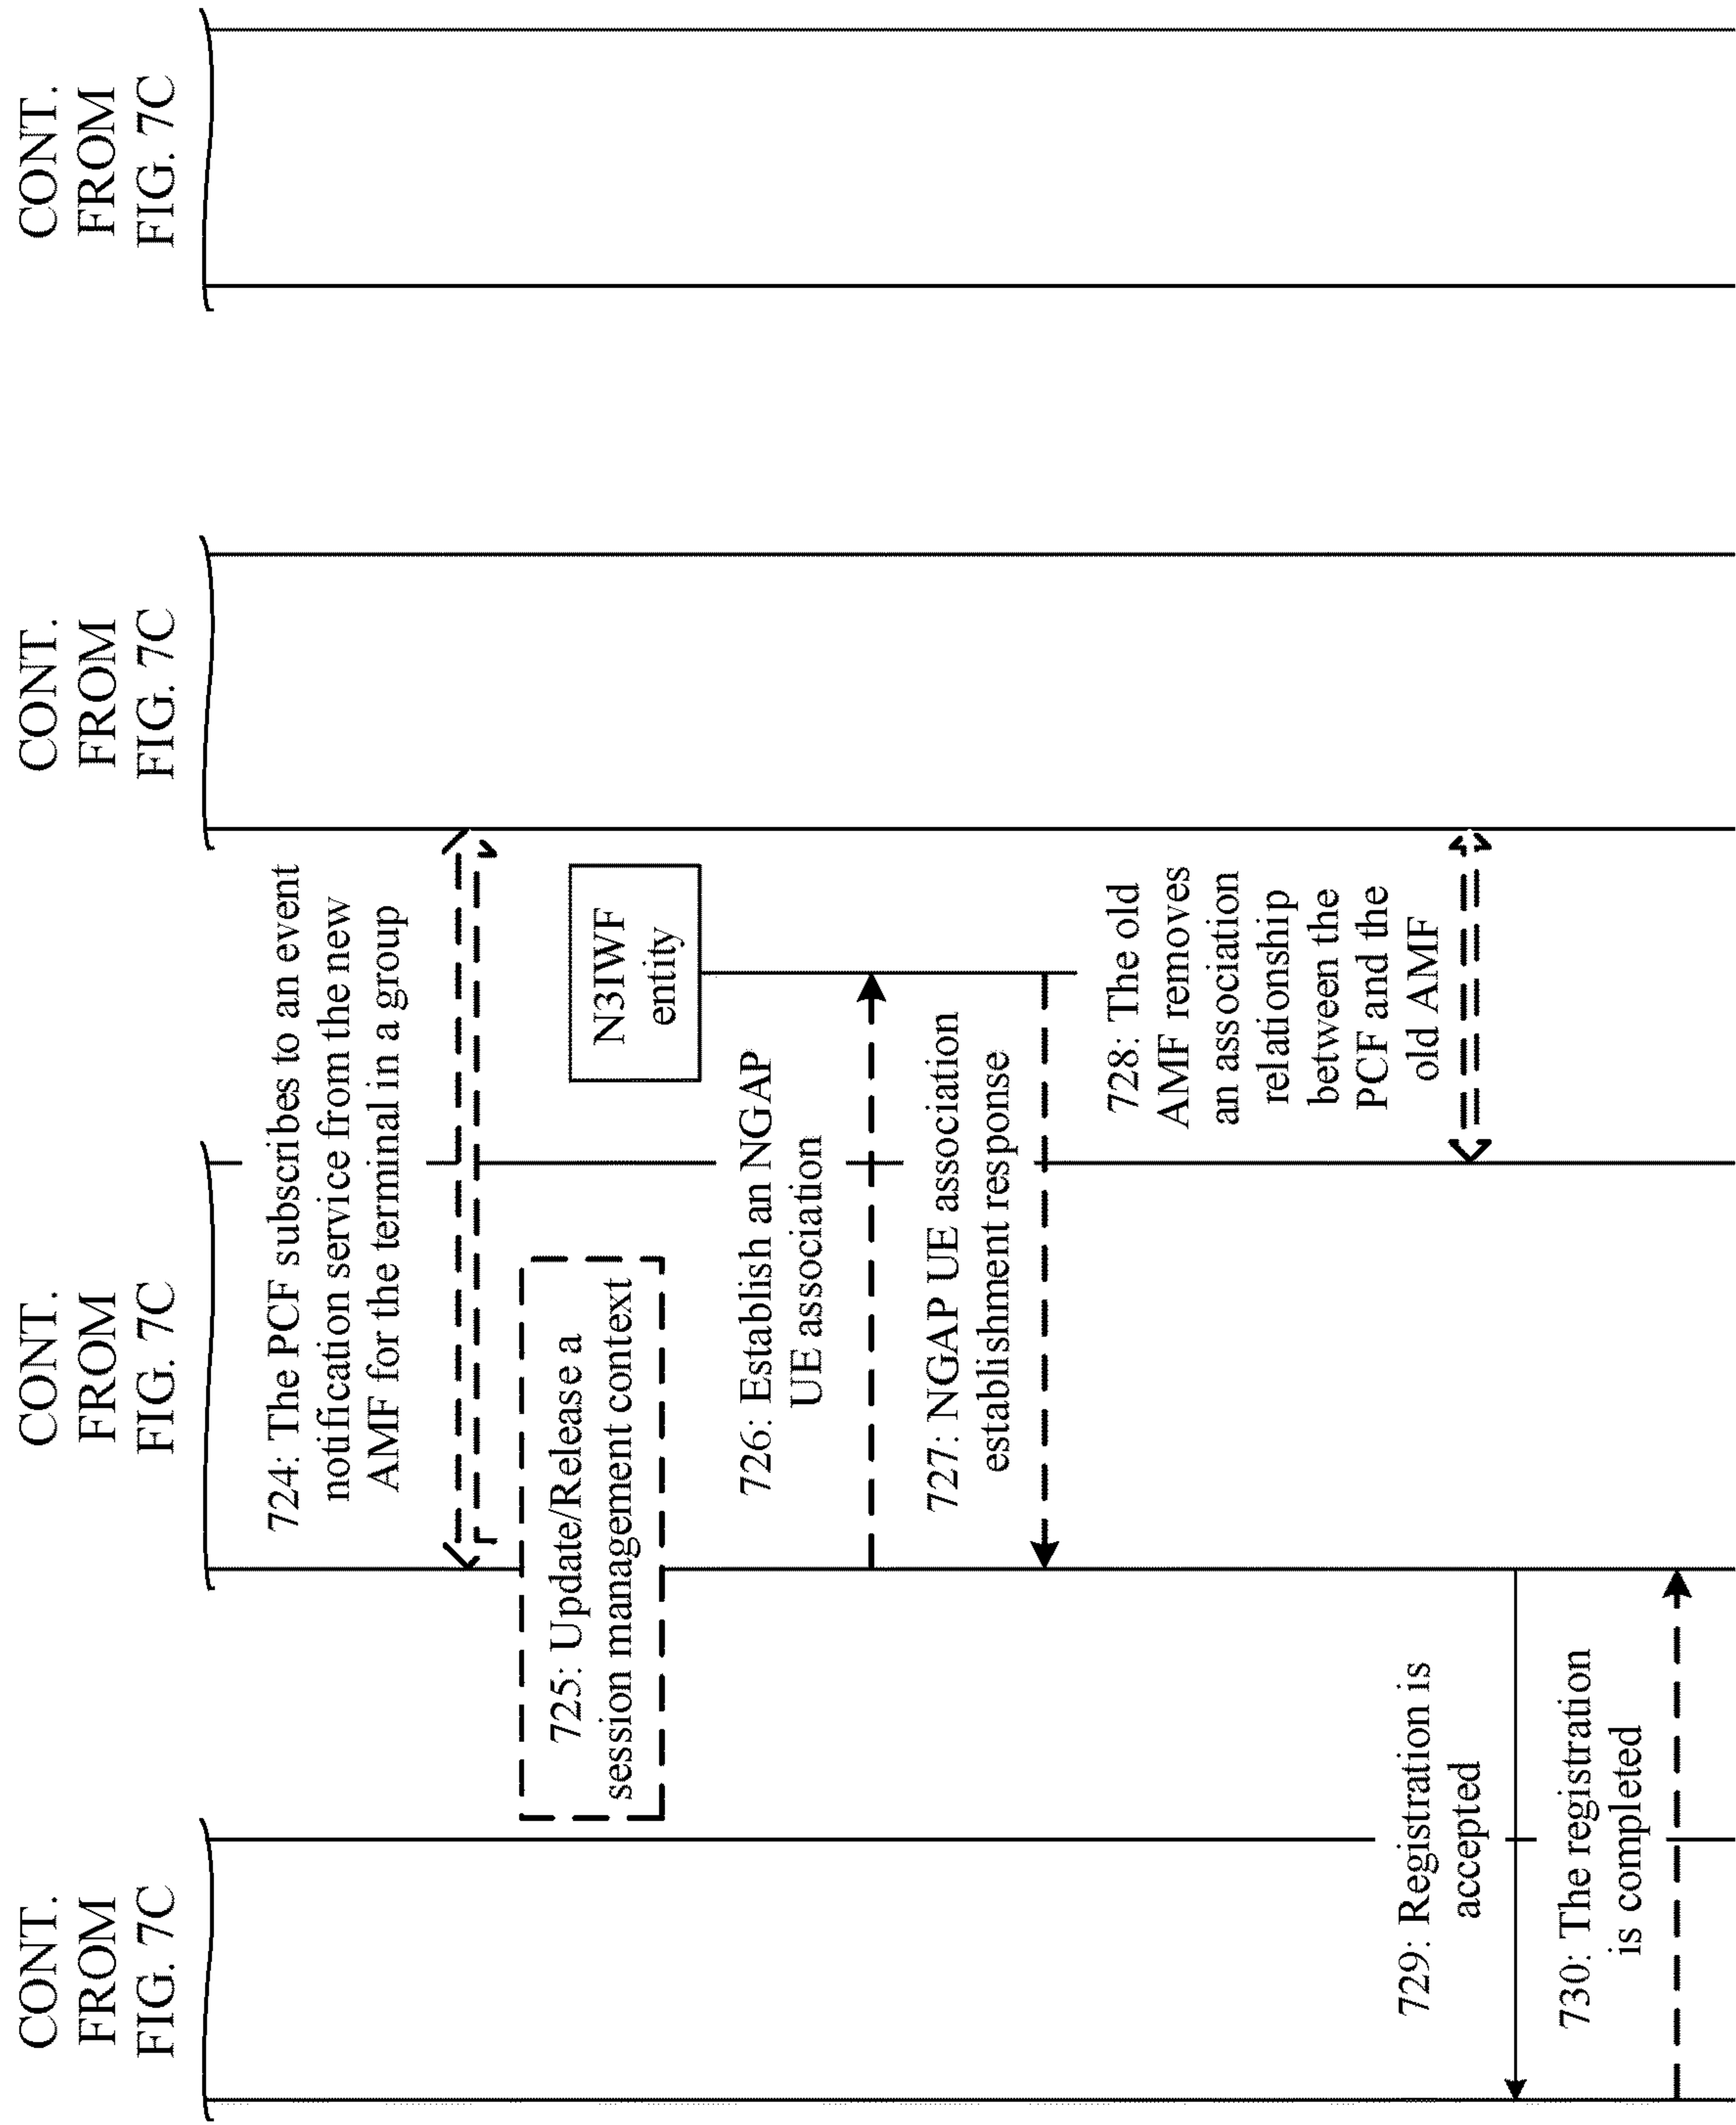 CONT.
FROM
FIG. 7C
CONT.
FROM
FIG. 7C
CONT.
FROM
FIG. 7C
CONT.
FROM
FIG. 7C
724: The PCF subscribes to an event
notification service from the new
AMF for the terminal in a group
725: Update/Release a
session management context
N3IWF
entity
726: Establish an NGAP
UE association
727: NGAP UE association
establishment response
728: The old
AMF removes
an association
relationship
between the
PCF and the
old AMF
729: Registration is
accepted
730: The registration
is completed